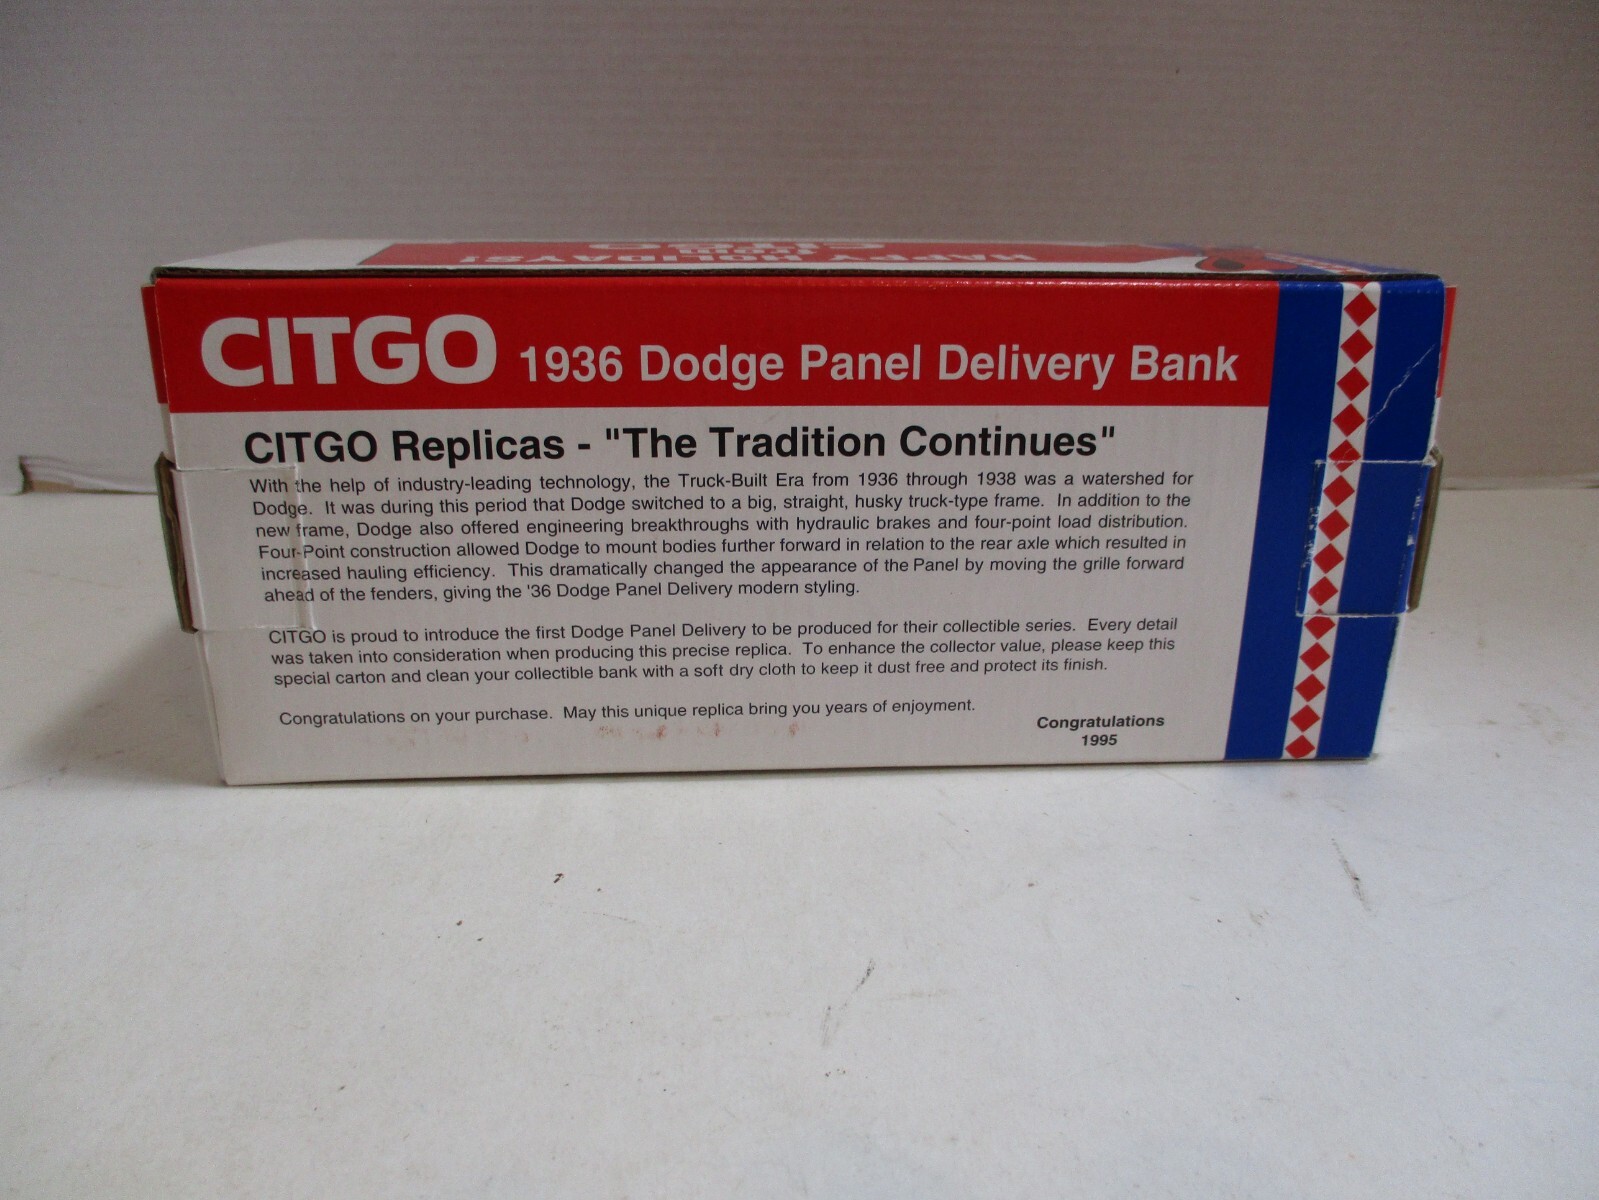 HAPPY HOLIDAYS!
from
CITGO
CITGO 1936 Dodge Panel Delivery Bank
CITGO Replicas - "The Tradition Continues"
With the help of industry-leading technology, the Truck-Built Era from 1936 through 1938 was a watershed for
Dodge. It was during this period that Dodge switched to a big, straight, husky truck-type frame. In addition to the
new frame, Dodge also offered engineering breakthroughs with hydraulic brakes and four-point load distribution.
Four-Point construction allowed Dodge to mount bodies further forward in relation to the rear axle which resulted in
increased hauling efficiency. This dramatically changed the appearance of the Panel by moving the grille forward
ahead of the fenders, giving the '36 Dodge Panel Delivery modern styling.
CITGO is proud to introduce the first Dodge Panel Delivery to be produced for their collectible series. Every detail
was taken into consideration when producing this precise replica. To enhance the collector value, please keep this
special carton and clean your collectible bank with a soft dry cloth to keep it dust free and protect its finish.
Congratulations on your purchase. May this unique replica bring you years of enjoyment.
Congratulations
1995